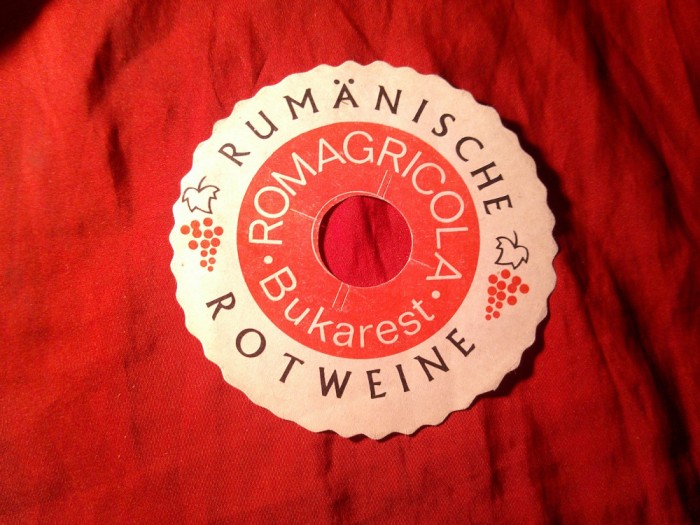 RUMÄNISCHE
ROTWEINE
· ROMAGRICOLA ·
Bukarest